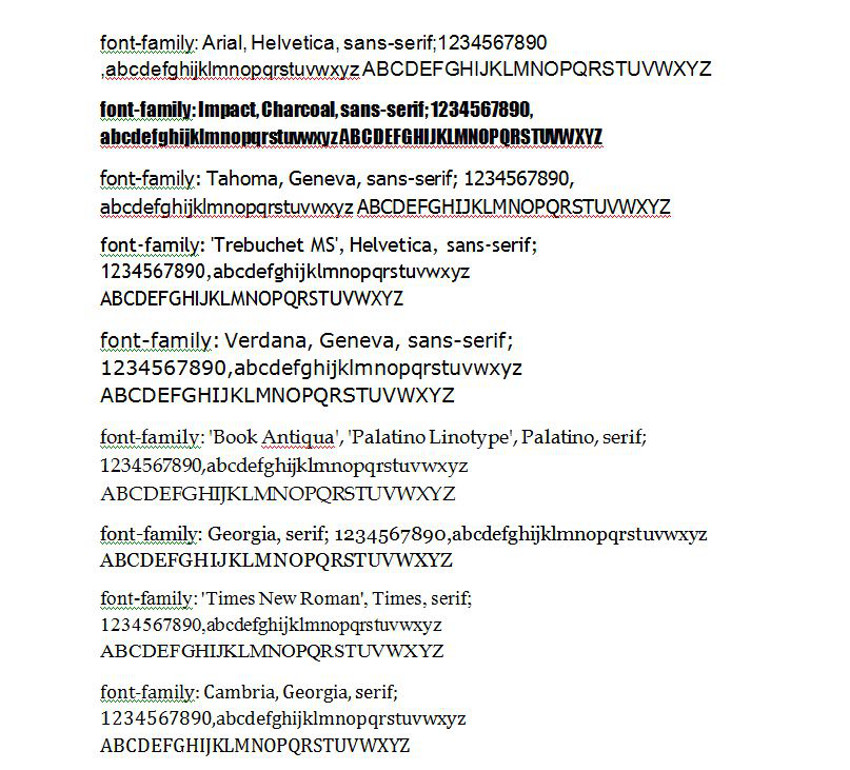 font-family: Arial, Helvetica, sans-serif;1234567890
,abcdefghijklmnopqrstuvwxyz ABCDEFGHIJKLMNOPQRSTUVWXYZ
font-family: Impact, Charcoal, sans-serif; 1234567890,
abcdefghijklmnopqrstuvwxyz ABCDEFGHIJKLMNOPQRSTUVWXYZ
font-family: Tahoma, Geneva, sans-serif; 1234567890,
abcdefghijklmnopqrstuvwxyz ABCDEFGHIJKLMNOPQRSTUVWXYZ
font-family: 'Trebuchet MS', Helvetica, sans-serif;
1234567890,abcdefghijklmnopqrstuvwxyz
ABCDEFGHIJKLMNOPQRSTUVWXYZ
font-family: Verdana, Geneva, sans-serif;
1234567890,abcdefghijklmnopqrstuvwxyz
ABCDEFGHIJKLMNOPQRSTUVWXYZ
font-family: 'Book Antiqua', 'Palatino Linotype', Palatino, serif;
1234567890,abcdefghijklmnopqrstuvwxyz
ABCDEFGHIJKLMNOPQRSTUVWXYZ
font-family: Georgia, serif; 1234567890,abcdefghijklmnopqrstuvwxyz
ABCDEFGHIJKLMNOPQRSTUVWXYZ
font-family: 'Times New Roman', Times, serif;
1234567890,abcdefghijklmnopqrstuvwxyz
ABCDEFGHIJKLMNOPQRSTUVWXYZ
font-family: Cambria, Georgia, serif;
1234567890,abcdefghijklmnopqrstuvwxyz
ABCDEFGHIJKLMNOPQRSTUVWXYZ